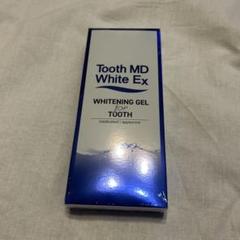 Tooth MD
White Ex
WHITENING GEL
for
TOOTH